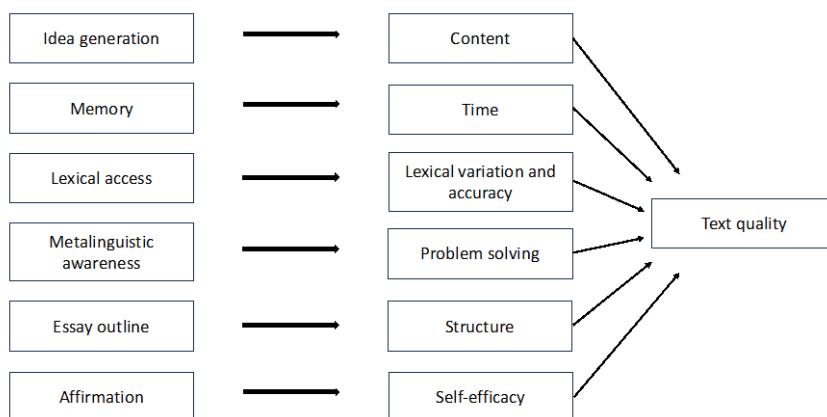 Idea generation
Content
Memory
Time
Lexical access
Lexical variation and
accuracy
Text quality
Metalinguistic
awareness
Problem solving
Essay outline
Structure
Affirmation
Self-efficacy